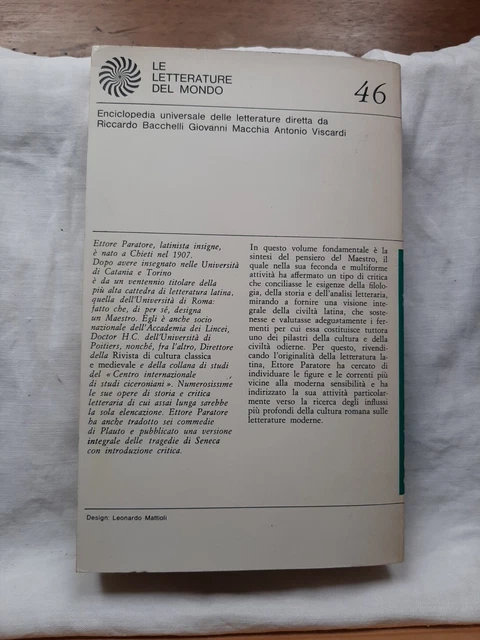 LE
LETTERATURE
DEL MONDO
46
Enciclopedia universale delle letterature diretta da
Riccardo Bacchelli Giovanni Macchia Antonio Viscardi
Ettore Paratore, latinista insigne,
è nato a Chieti nel 1907.
Dopo avere insegnato nelle Università
di Catania e Torino
è da un ventennio titolare della
più alta cattedra di letteratura latina,
quella dell'Università di Roma:
fatto che, di per sé, designa
un Maestro. Egli è anche socio
nazionale dell'Accademia dei Lincei,
Doctor H.C. dell'Università di
Poitiers, nonché, fra l'altro, Direttore
della Rivista di cultura classica
e medievale e della collana di studi
del « Centro internazionale
di studi ciceroniani ». Numerosissime
le sue opere di storia e critica
letteraria di cui assai lunga sarebbe
la sola elencazione. Ettore Paratore
ha anche tradotto sei commedie
di Plauto e pubblicato una versione
integrale delle tragedie di Seneca
con introduzione critica.
In questo volume fondamentale è la
sintesi del pensiero del Maestro, il
quale nella sua feconda e multiforme
attività ha affermato un tipo di critica
che conciliasse le esigenze della filolo-
gia, della storia e dell'analisi letteraria,
mirando a fornire una visione inte-
grale della civiltà latina, che soste-
nesse e valutasse adeguatamente i fer-
menti per cui essa costituisce tuttora
uno dei pilastri della cultura e della
civiltà odierne. Per questo, rivendi-
cando l'originalità della letteratura la-
tina, Ettore Paratore ha cercato di
individuare le figure e le correnti più
vicine alla moderna sensibilità e ha
indirizzato la sua attività particolar-
mente verso la ricerca degli influssi
più profondi della cultura romana sulle
letterature moderne.
Design: Leonardo Mattioli